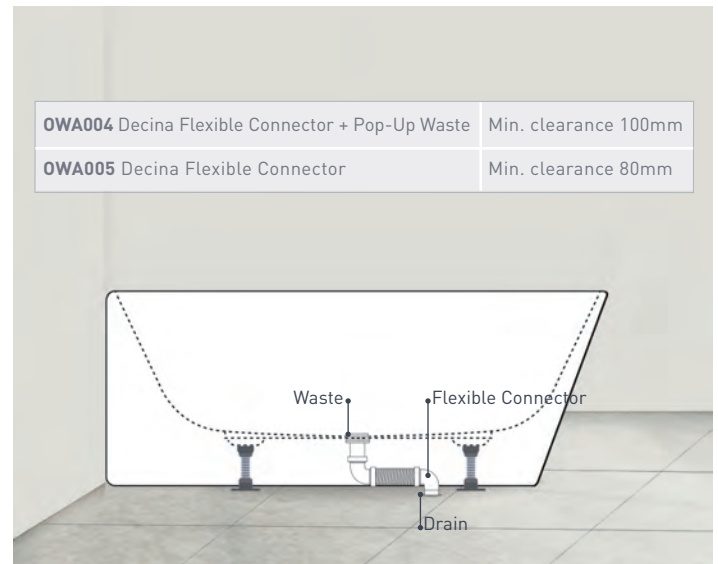 OWA004 Decina Flexible Connector + Pop-Up Waste Min. clearance 100mm
OWA005 Decina Flexible Connector Min. clearance 80mm
Waste Flexible Connector
Drain